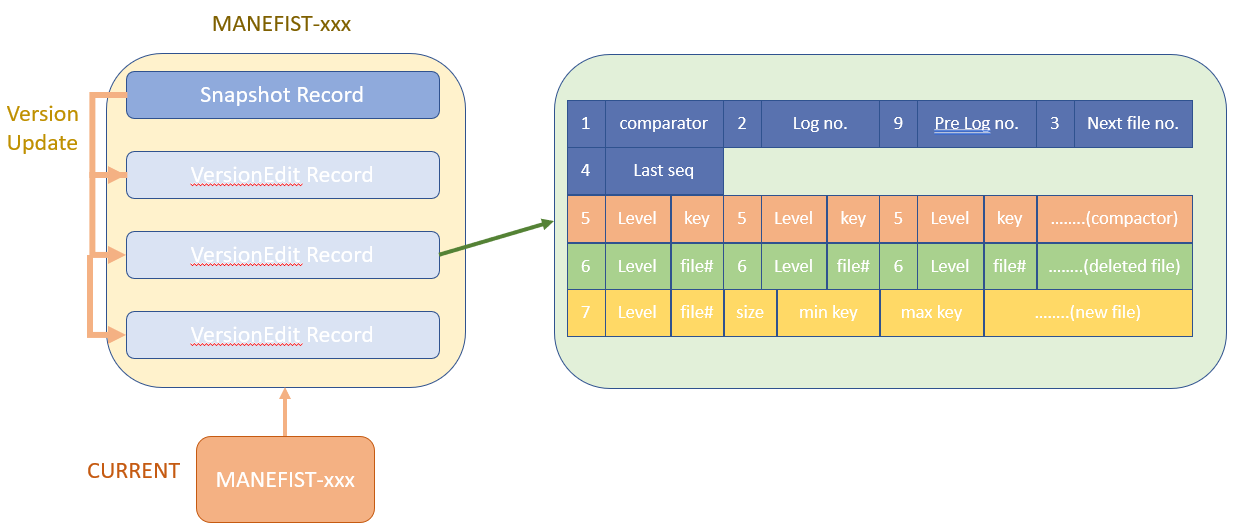 MANEFIST-xxx
Version
Update
Snapshot Record
VersionEdit Record
VersionEdit Record
VersionEdit Record
CURRENT
MANEFIST-xxx
1 comparator 2 Log no. 9 Pre Log no. 3 Next file no.
4 Last seq
5 Level key 5 Level key 5 Level key ........(compactor)
6 Level file# 6 Level file# 6 Level file# ........(deleted file)
7 Level file# size min key max key ........(new file)